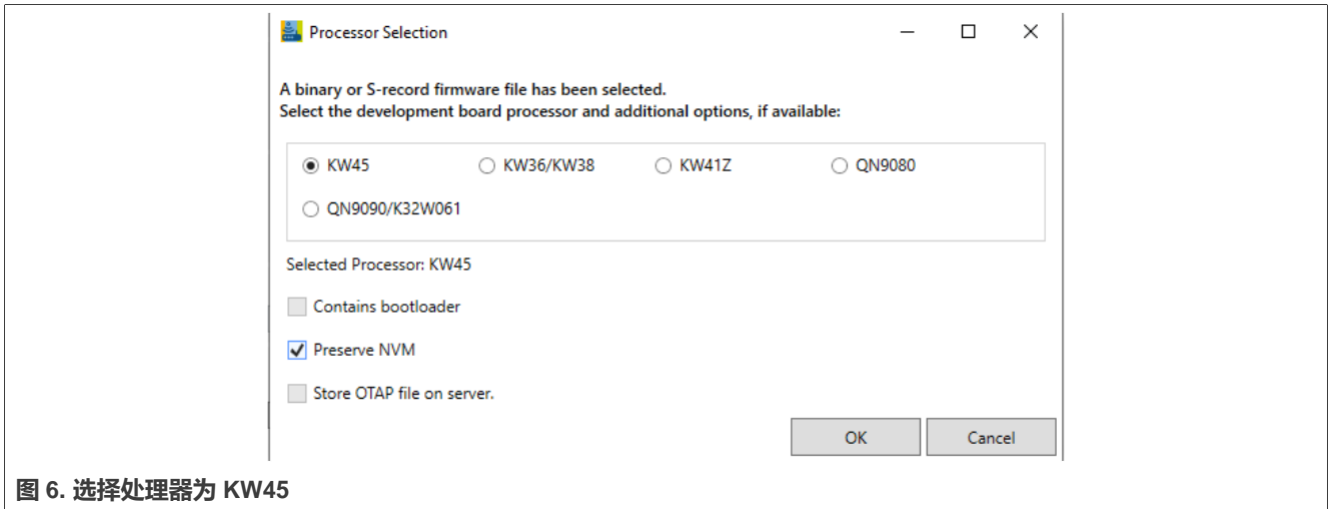 Processor Selection
A binary or S-record firmware file has been selected.
Select the development board processor and additional options, if available:
KW45 KW36/KW38 KW41Z QN9080
QN9090/K32W061
Selected Processor: KW45
Contains bootloader
Preserve NVM
Store OTAP file on server.
OK Cancel
图 6. 选择处理器为 KW45